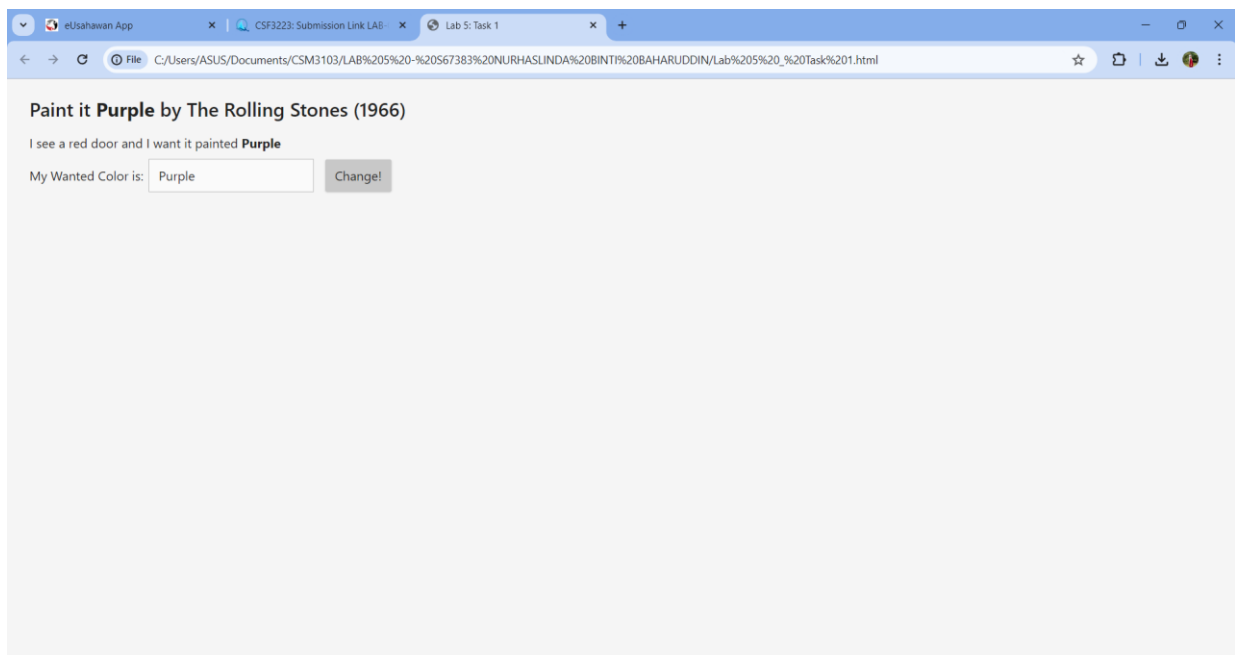 eUsahawan App
CSF3223: Submission Link LAB-
Lab 5: Task 1
File C:/Users/ASUS/Documents/CSM3103/LAB%205%20-%20S67383%20NURHASLINDA%20BINTI%20BAHARUDDIN/Lab%205%20_%20Task%201.html
Paint it Purple by The Rolling Stones (1966)
I see a red door and I want it painted Purple
My Wanted Color is: Purple Change!